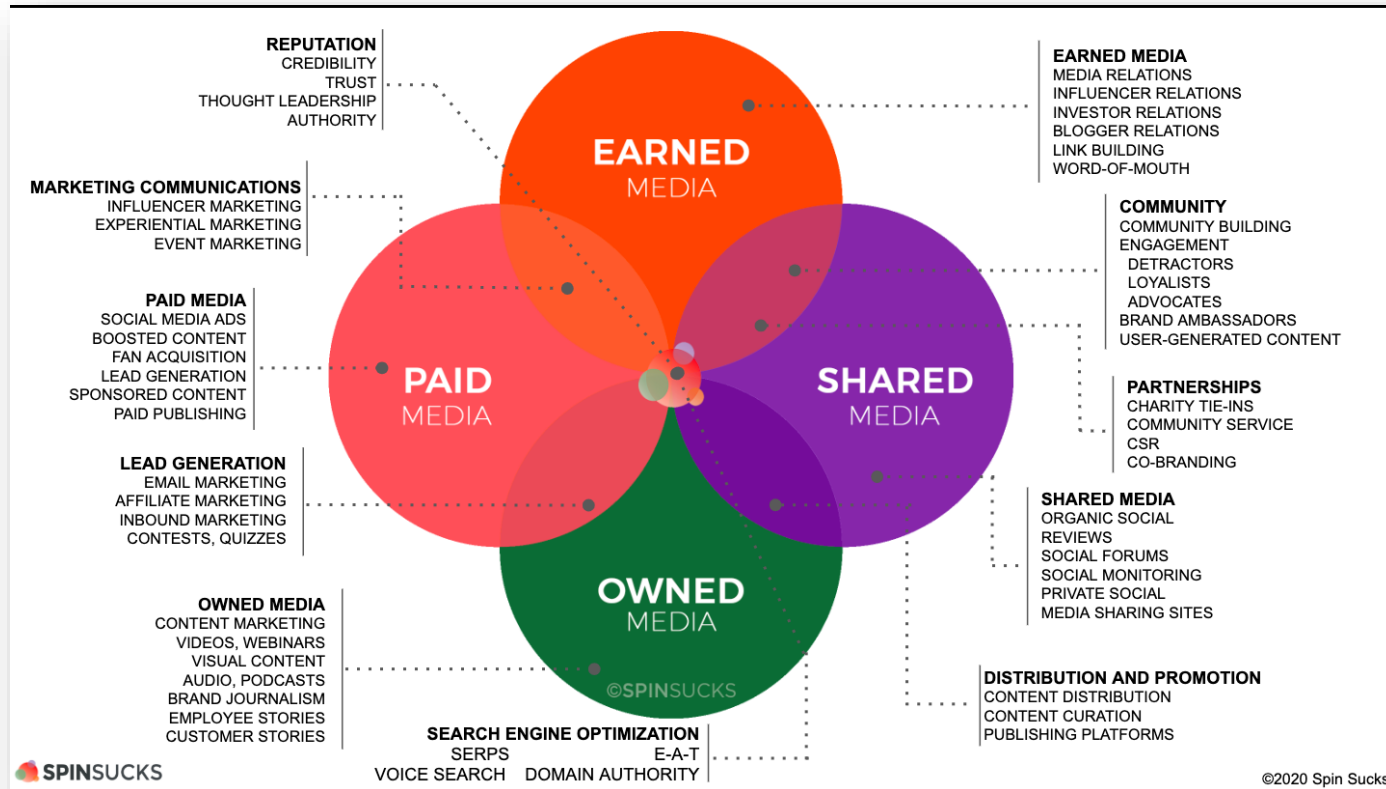 REPUTATION
CREDIBILITY
TRUST
THOUGHT LEADERSHIP
AUTHORITY
MARKETING COMMUNICATIONS
INFLUENCER MARKETING
EXPERIENTIAL MARKETING
EVENT MARKETING
PAID MEDIA
SOCIAL MEDIA ADS
BOOSTED CONTENT
FAN ACQUISITION
LEAD GENERATION
SPONSORED CONTENT
PAID PUBLISHING
LEAD GENERATION
EMAIL MARKETING
AFFILIATE MARKETING
INBOUND MARKETING
CONTESTS, QUIZZES
OWNED MEDIA
CONTENT MARKETING
VIDEOS, WEBINARS
VISUAL CONTENT
AUDIO, PODCASTS
BRAND JOURNALISM
EMPLOYEE STORIES
CUSTOMER STORIES
EARNED
MEDIA
PAID
MEDIA
SHARED
MEDIA
OWNED
MEDIA
©SPINSUCKS
SEARCH ENGINE OPTIMIZATION
SERPS E-A-T
VOICE SEARCH DOMAIN AUTHORITY
EARNED MEDIA
MEDIA RELATIONS
INFLUENCER RELATIONS
INVESTOR RELATIONS
BLOGGER RELATIONS
LINK BUILDING
WORD-OF-MOUTH
COMMUNITY
COMMUNITY BUILDING
ENGAGEMENT
DETRACTORS
LOYALISTS
ADVOCATES
BRAND AMBASSADORS
USER-GENERATED CONTENT
PARTNERSHIPS
CHARITY TIE-INS
COMMUNITY SERVICE
CSR
CO-BRANDING
SHARED MEDIA
ORGANIC SOCIAL
REVIEWS
SOCIAL FORUMS
SOCIAL MONITORING
PRIVATE SOCIAL
MEDIA SHARING SITES
DISTRIBUTION AND PROMOTION
CONTENT DISTRIBUTION
CONTENT CURATION
PUBLISHING PLATFORMS
SPINSUCKS
©2020 Spin Sucks